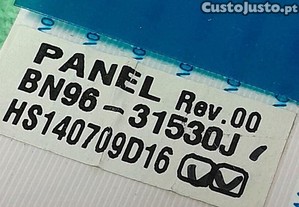 CustoJusto.pt
PANEL Rev.00
BN96-31530J
HS140709D16